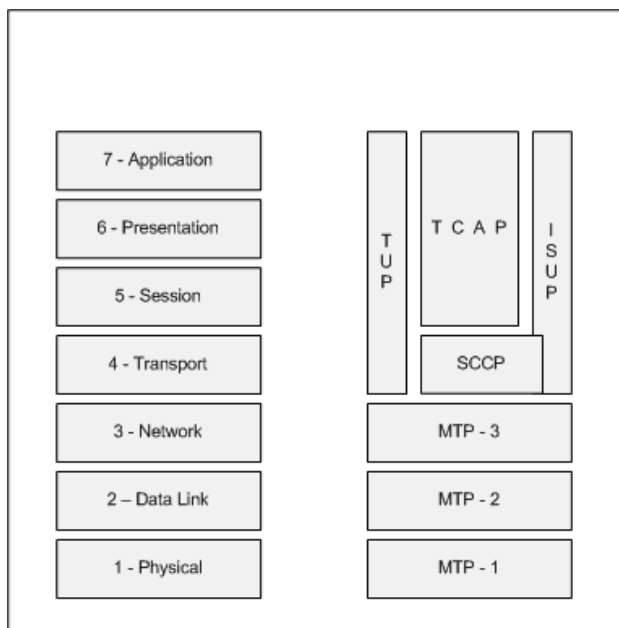 7 - Application
6 - Presentation
5 - Session
4 - Transport
3 - Network
2 – Data Link
1 - Physical
T
U
P
T C A P
I
S
U
P
SCCP
MTP - 3
MTP - 2
MTP - 1